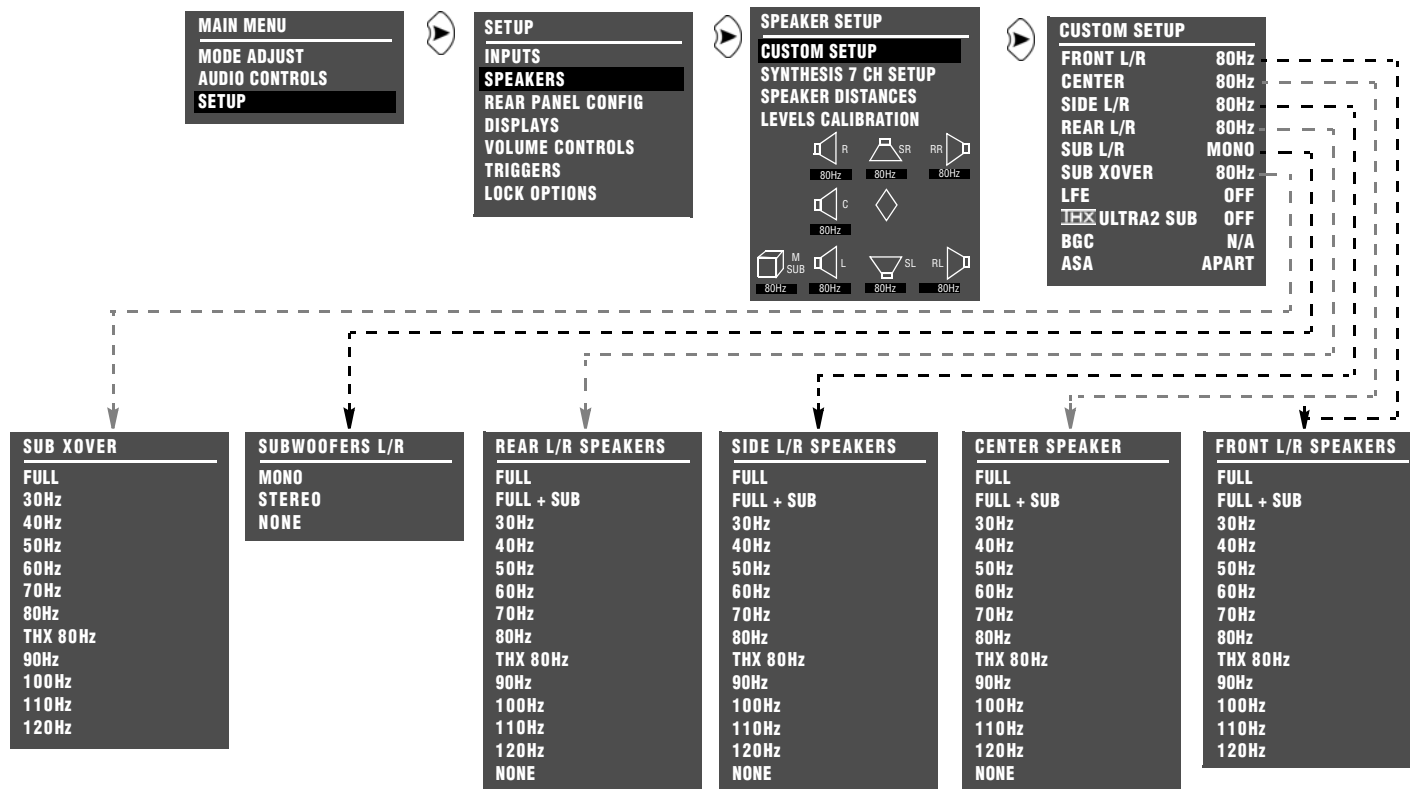 MAIN MENU
MODE ADJUST
AUDIO CONTROLS
SETUP
SETUP
INPUTS
SPEAKERS
REAR PANEL CONFIG
DISPLAYS
VOLUME CONTROLS
TRIGGERS
LOCK OPTIONS
SPEAKER SETUP
CUSTOM SETUP
SYNTHESIS 7 CH SETUP
SPEAKER DISTANCES
LEVELS CALIBRATION
R SR RR
80Hz 80Hz 80Hz
C
80Hz
M SUB L SL RL
80Hz 80Hz 80Hz 80Hz
CUSTOM SETUP
FRONT L/R 80Hz
CENTER 80Hz
SIDE L/R 80Hz
REAR L/R 80Hz
SUB L/R MONO
SUB XOVER 80Hz
LFE OFF
THX ULTRA2 SUB OFF
BGC N/A
ASA APART
SUB XOVER
FULL
30Hz
40Hz
50Hz
60Hz
70Hz
80Hz
THX 80Hz
90Hz
100Hz
110Hz
120Hz
SUBWOOFERS L/R
MONO
STEREO
NONE
REAR L/R SPEAKERS
FULL
FULL + SUB
30Hz
40Hz
50Hz
60Hz
70Hz
80Hz
THX 80Hz
90Hz
100Hz
110Hz
120Hz
NONE
SIDE L/R SPEAKERS
FULL
FULL + SUB
30Hz
40Hz
50Hz
60Hz
70Hz
80Hz
THX 80Hz
90Hz
100Hz
110Hz
120Hz
NONE
CENTER SPEAKER
FULL
FULL + SUB
30Hz
40Hz
50Hz
60Hz
70Hz
80Hz
THX 80Hz
90Hz
100Hz
110Hz
120Hz
NONE
FRONT L/R SPEAKERS
FULL
FULL + SUB
30Hz
40Hz
50Hz
60Hz
70Hz
80Hz
THX 80Hz
90Hz
100Hz
110Hz
120Hz